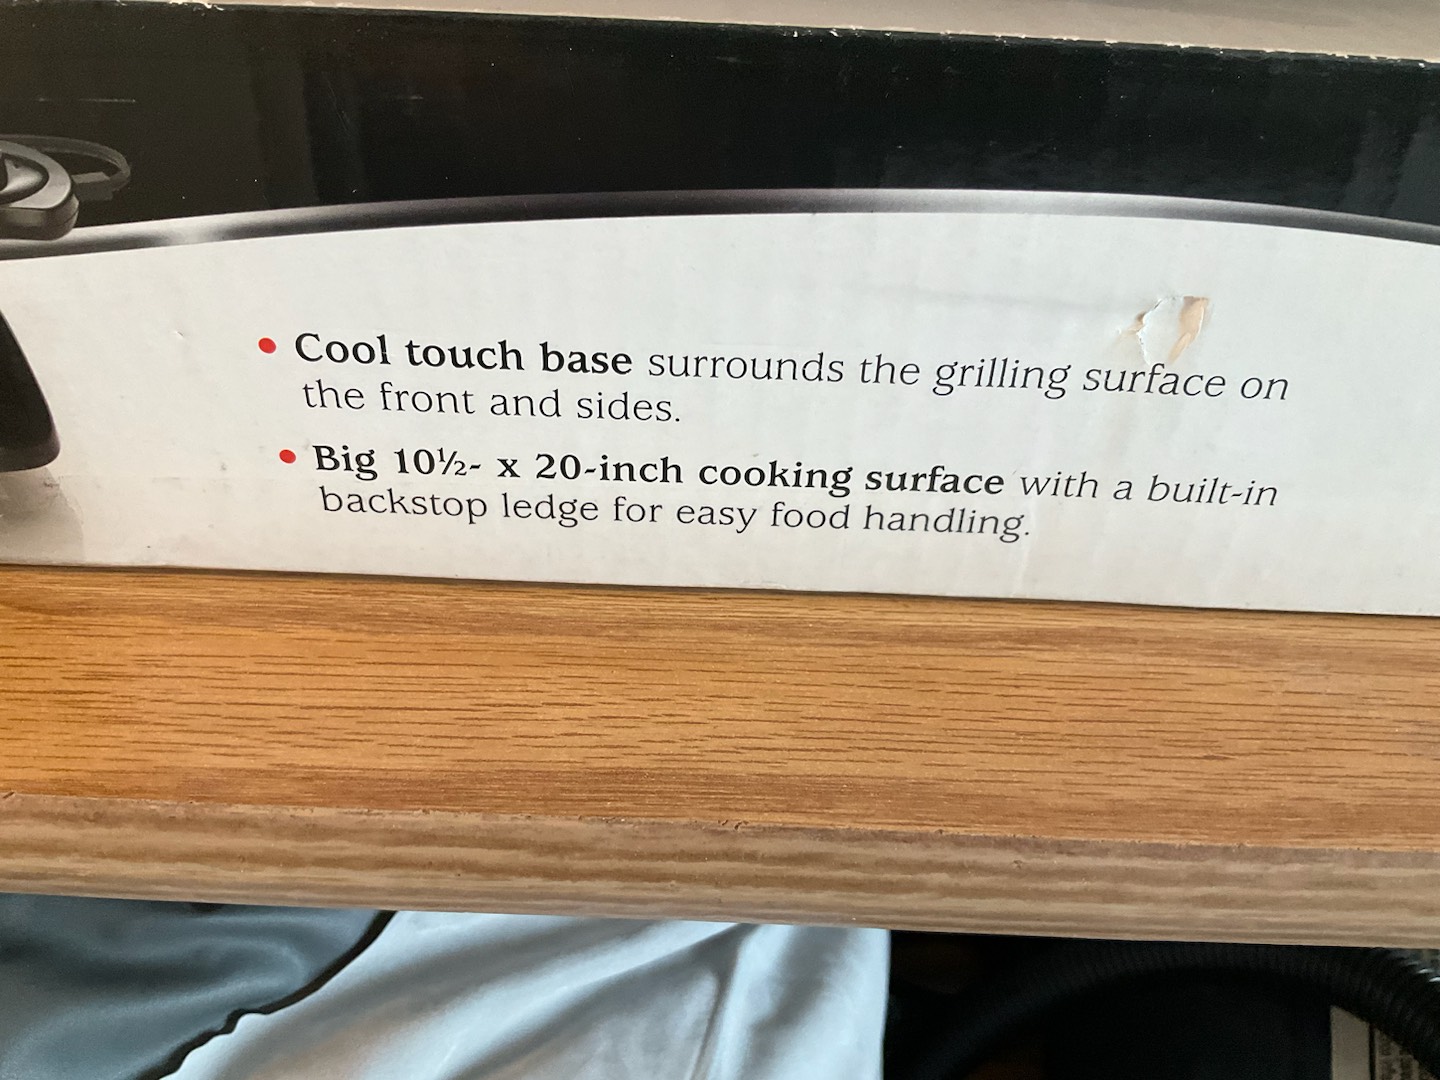 • Cool touch base surrounds the grilling surface on
the front and sides.
• Big 10½- x 20-inch cooking surface with a built-in
backstop ledge for easy food handling.